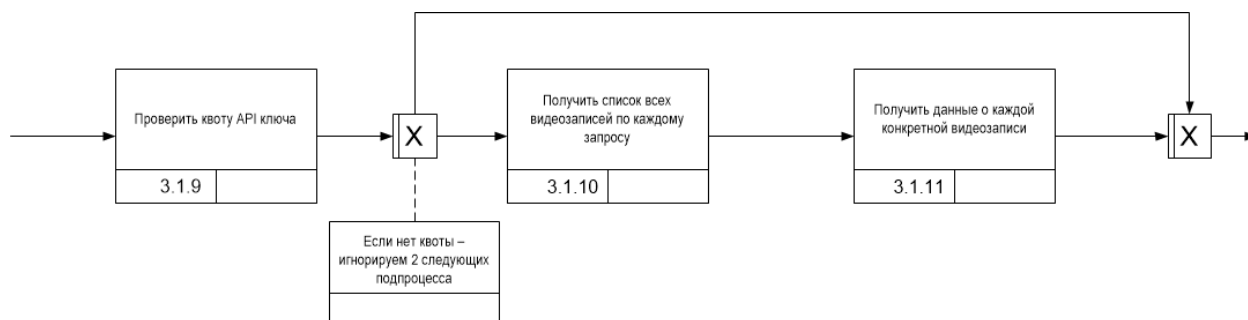 Проверить квоту API ключа
3.1.9
X
Если нет квоты –
игнорируем 2 следующих
подпроцесса
Получить список всех
видеозаписей по каждому
запросу
3.1.10
Получить данные о каждой
конкретной видеозаписи
3.1.11
X